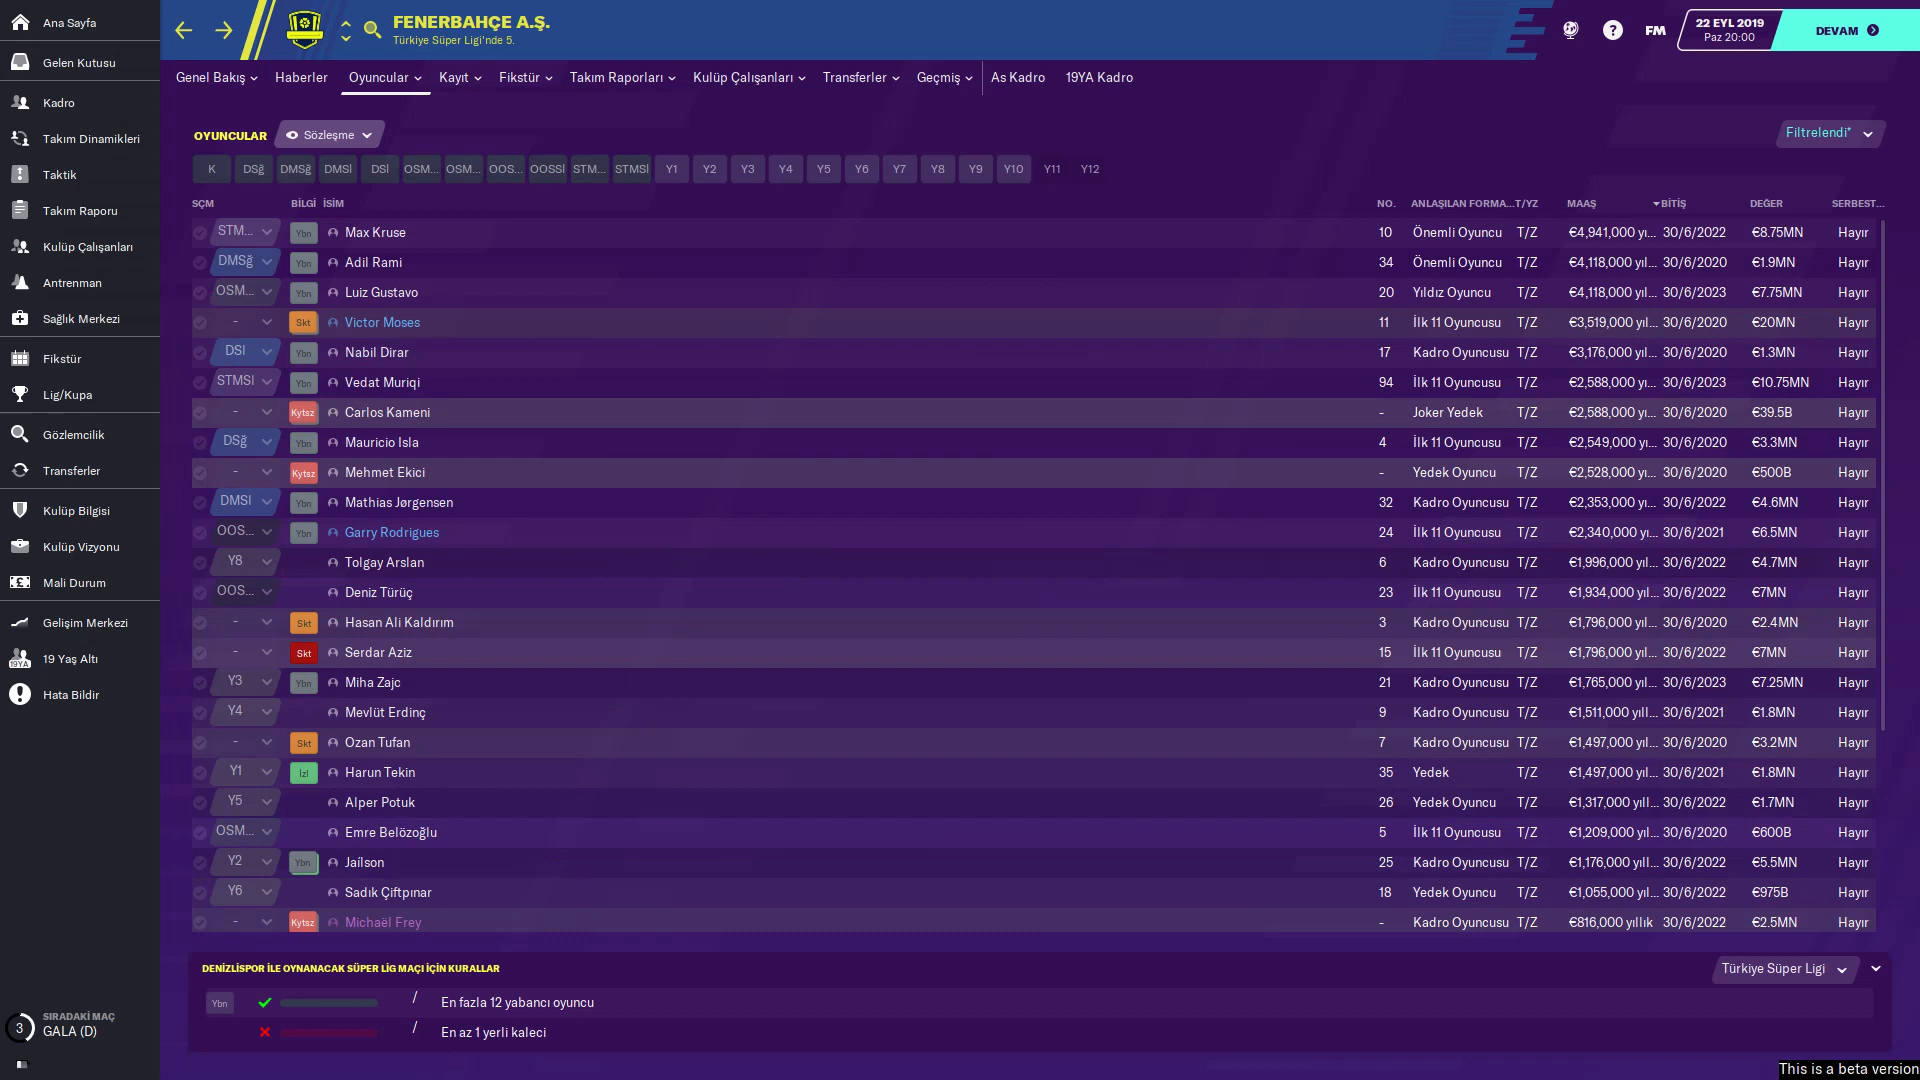 Ana Sayfa
Gelen Kutusu
Kadro
Takım Dinamikleri
Taktik
Takım Raporu
Kulüp Çalışanları
Antrenman
Sağlık Merkezi
Fikstür
Lig/Kupa
Gözlemcilik
Transferler
Kulüp Bilgisi
Kulüp Vizyonu
Mali Durum
Gelişim Merkezi
19 Yaş Altı
Hata Bildir
3 SIRADAKİ MAÇ
GALA (D)
FENERBAHÇE A.Ş.
Türkiye Süper Ligi'nde 5.
FM
22 EYL 2019
Paz 20:00
DEVAM
Genel Bakış Haberler Oyuncular Kayıt Fikstür Takım Raporları Kulüp Çalışanları Transferler Geçmiş As Kadro 19YA Kadro
OYUNCULAR Sözleşme Filtrelendi*
K DSğ DMSğ DMSl DSl OSM... OSM... OOS... OOSSl STM... STMSl Y1 Y2 Y3 Y4 Y5 Y6 Y7 Y8 Y9 Y10 Y11 Y12
SÇM BİLGİ İSİM NO. ANLAŞILAN FORMA... T/YZ MAAŞ BİTİŞ DEĞER SERBEST...
STM... Ybn Max Kruse 10 Önemli Oyuncu T/Z €4,941,000 yı... 30/6/2022 €8.75MN Hayır
DMSğ Ybn Adil Rami 34 Önemli Oyuncu T/Z €4,118,000 yıl... 30/6/2020 €1.9MN Hayır
OSM... Ybn Luiz Gustavo 20 Yıldız Oyuncu T/Z €4,118,000 yıl... 30/6/2023 €7.75MN Hayır
- Skt Victor Moses 11 İlk 11 Oyuncusu T/Z €3,519,000 yıl... 30/6/2020 €20MN Hayır
DSl Ybn Nabil Dirar 17 Kadro Oyuncusu T/Z €3,176,000 yıl... 30/6/2020 €1.3MN Hayır
STMSl Ybn Vedat Muriqi 94 İlk 11 Oyuncusu T/Z €2,588,000 yı... 30/6/2023 €10.75MN Hayır
- Kytsz Carlos Kameni - Joker Yedek T/Z €2,588,000 yı... 30/6/2020 €39.5B Hayır
DSğ Ybn Mauricio Isla 4 İlk 11 Oyuncusu T/Z €2,549,000 yı... 30/6/2020 €3.3MN Hayır
- Kytsz Mehmet Ekici - Yedek Oyuncu T/Z €2,528,000 yı... 30/6/2020 €500B Hayır
DMSl Ybn Mathias Jørgensen 32 Kadro Oyuncusu T/Z €2,353,000 yı... 30/6/2022 €4.6MN Hayır
OOS... Ybn Garry Rodrigues 24 İlk 11 Oyuncusu T/Z €2,340,000 yı... 30/6/2021 €6.5MN Hayır
Y8 Tolgay Arslan 6 Kadro Oyuncusu T/Z €1,996,000 yıl... 30/6/2022 €4.7MN Hayır
OOS... Deniz Türüç 23 İlk 11 Oyuncusu T/Z €1,934,000 yıl... 30/6/2022 €7MN Hayır
- Skt Hasan Ali Kaldırım 3 Kadro Oyuncusu T/Z €1,796,000 yıl... 30/6/2020 €2.4MN Hayır
- Skt Serdar Aziz 15 İlk 11 Oyuncusu T/Z €1,796,000 yıl... 30/6/2022 €7MN Hayır
Y3 Ybn Miha Zajc 21 Kadro Oyuncusu T/Z €1,765,000 yıl... 30/6/2023 €7.25MN Hayır
Y4 Mevlüt Erdinç 9 Kadro Oyuncusu T/Z €1,511,000 yıll... 30/6/2021 €1.8MN Hayır
- Skt Ozan Tufan 7 Kadro Oyuncusu T/Z €1,497,000 yıl... 30/6/2020 €3.2MN Hayır
Y1 İzl Harun Tekin 35 Yedek T/Z €1,497,000 yıl... 30/6/2021 €1.8MN Hayır
Y5 Alper Potuk 26 Yedek Oyuncu T/Z €1,317,000 yıll... 30/6/2022 €1.7MN Hayır
OSM... Emre Belözoğlu 5 İlk 11 Oyuncusu T/Z €1,209,000 yıl... 30/6/2020 €600B Hayır
Y2 Ybn Jaílson 25 Kadro Oyuncusu T/Z €1,176,000 yıll... 30/6/2022 €5.5MN Hayır
Y6 Sadık Çiftpınar 18 Yedek Oyuncu T/Z €1,055,000 yıl... 30/6/2022 €975B Hayır
- Kytsz Michaël Frey - Kadro Oyuncusu T/Z €816,000 yıllık 30/6/2022 €2.5MN Hayır
DENİZLİSPOR İLE OYNANACAK SÜPER LİG MAÇI İÇİN KURALLAR Türkiye Süper Ligi
Ybn / En fazla 12 yabancı oyuncu
/ En az 1 yerli kaleci
This is a beta version